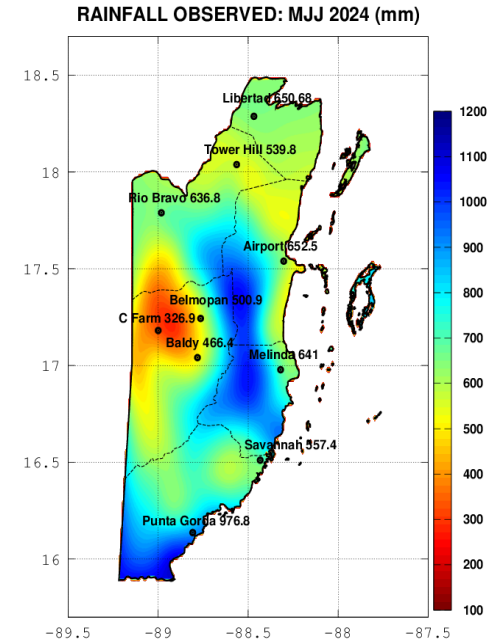 RAINFALL OBSERVED: MJJ 2024 (mm)
18.5
Libertad 650.68
1200
1100
Tower Hill 539.8
18
1000
Rio Bravo 636.8
900
Airport 652.5
17.5
800
Belmopan 500.9
C Farm 326.9
700
Baldy 466.4
17
Melinda 641
600
500
Savannah 557.4
16.5
400
300
Punta Gorda 976.8
16
200
100
-89.5
-89
-88.5
-88
-87.5